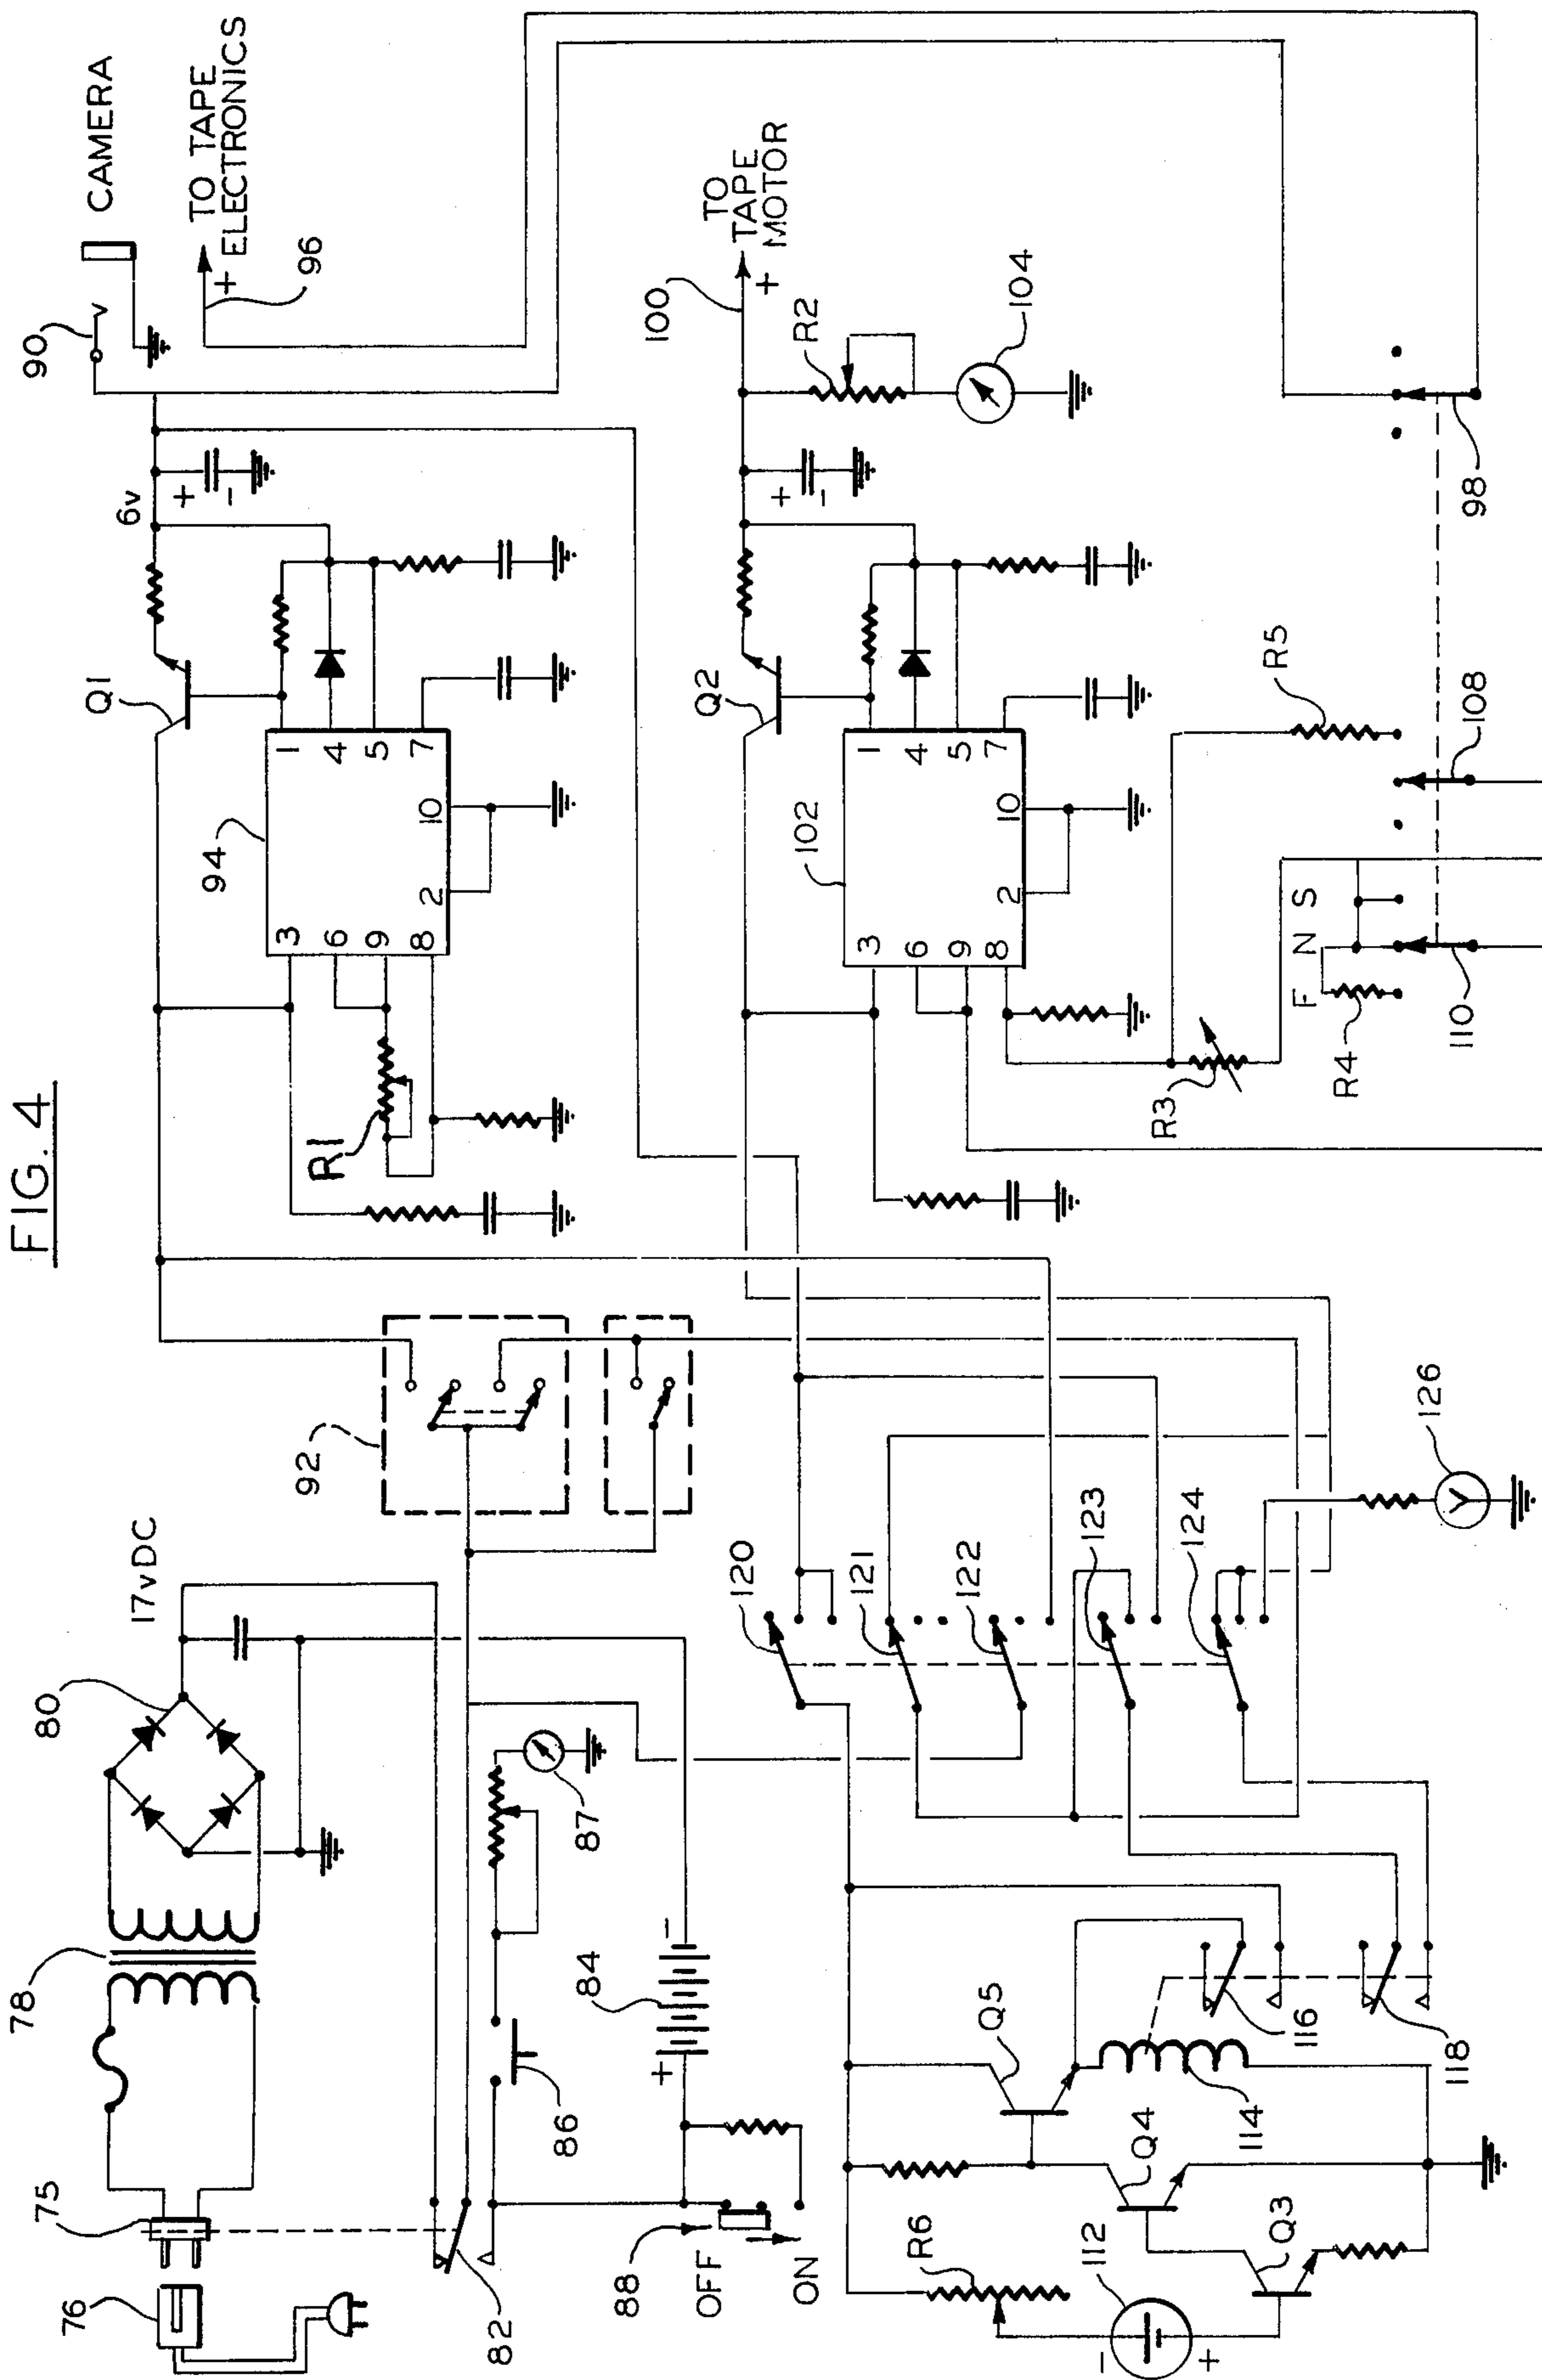 FIG. 4
76
75
78
80
17vDC
82
86
87
88
OFF
ON
84
+
-
92
94
3
6
9
8
2
10
1
4
5
7
R1
Q1
6v
+
-
90
CAMERA
+
TO TAPE
ELECTRONICS
96
102
3
6
9
8
2
10
1
4
5
7
Q2
+
-
100
+
TO
TAPE
MOTOR
R2
104
R3
R4
F N S
110
R5
108
98
R6
112
-
+
Q3
Q4
Q5
114
116
118
120
121
122
123
124
126